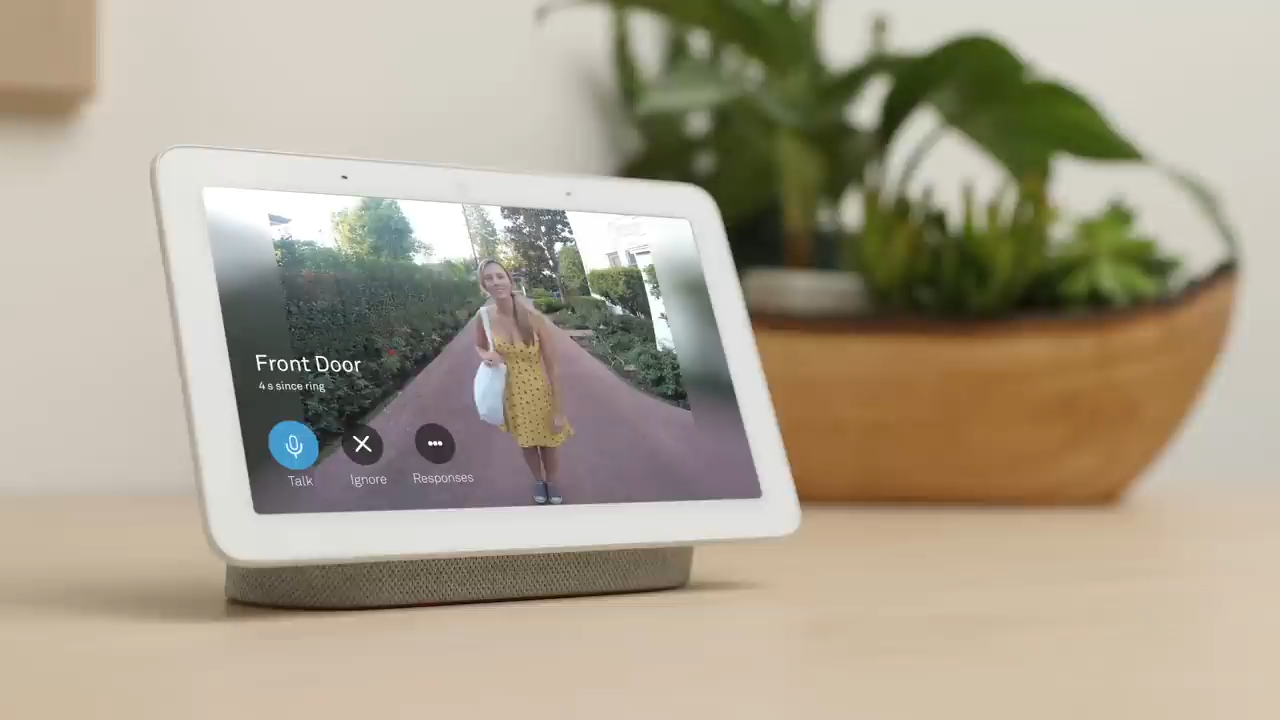 Front Door
4 s since ring
Talk
Ignore
Responses